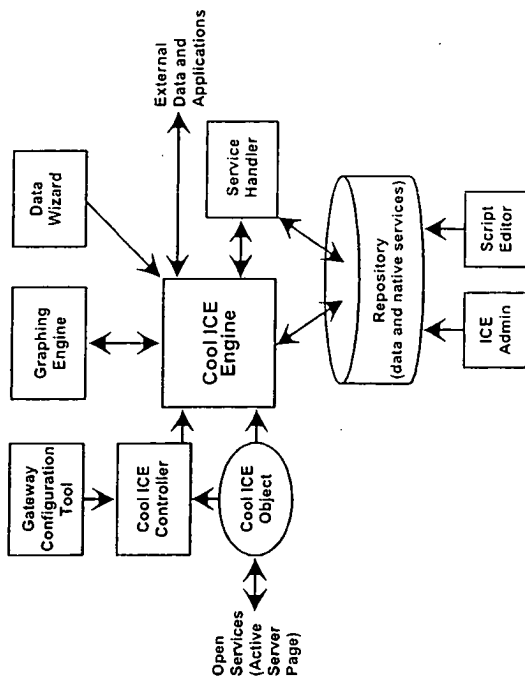 Gateway
Configuration
Tool
Graphing
Engine
Data
Wizard
Cool ICE
Controller
Cool ICE
Engine
External
Data and
Applications
Open
Services
(Active
Server
Page)
Cool ICE
Object
Service
Handler
Repository
(data and native services)
ICE
Admin
Script
Editor